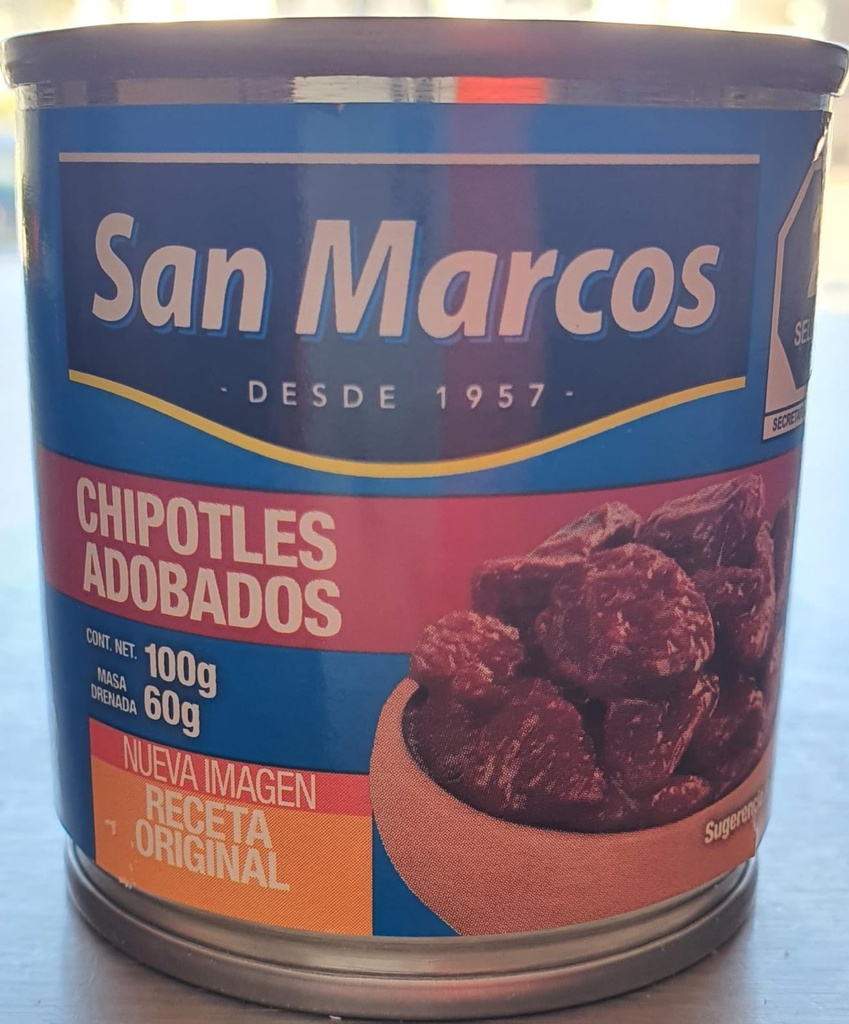 San Marcos
- DESDE 1957 -
CHIPOTLES
ADOBADOS
CONT. NET. 100g
MASA
DRENADA 60g
NUEVA IMAGEN
RECETA
ORIGINAL